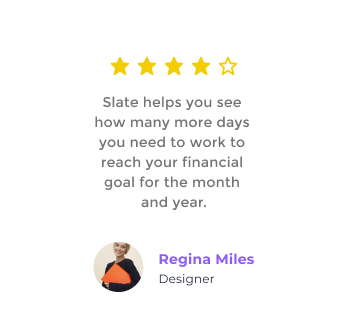 Slate helps you see
how many more days
you need to work to
reach your financial
goal for the month
and year.
Regina Miles
Designer